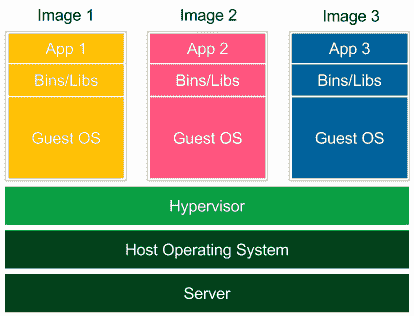 Image 1 Image 2 Image 3
App 1 App 2 App 3
Bins/Libs Bins/Libs Bins/Libs
Guest OS Guest OS Guest OS
Hypervisor
Host Operating System
Server